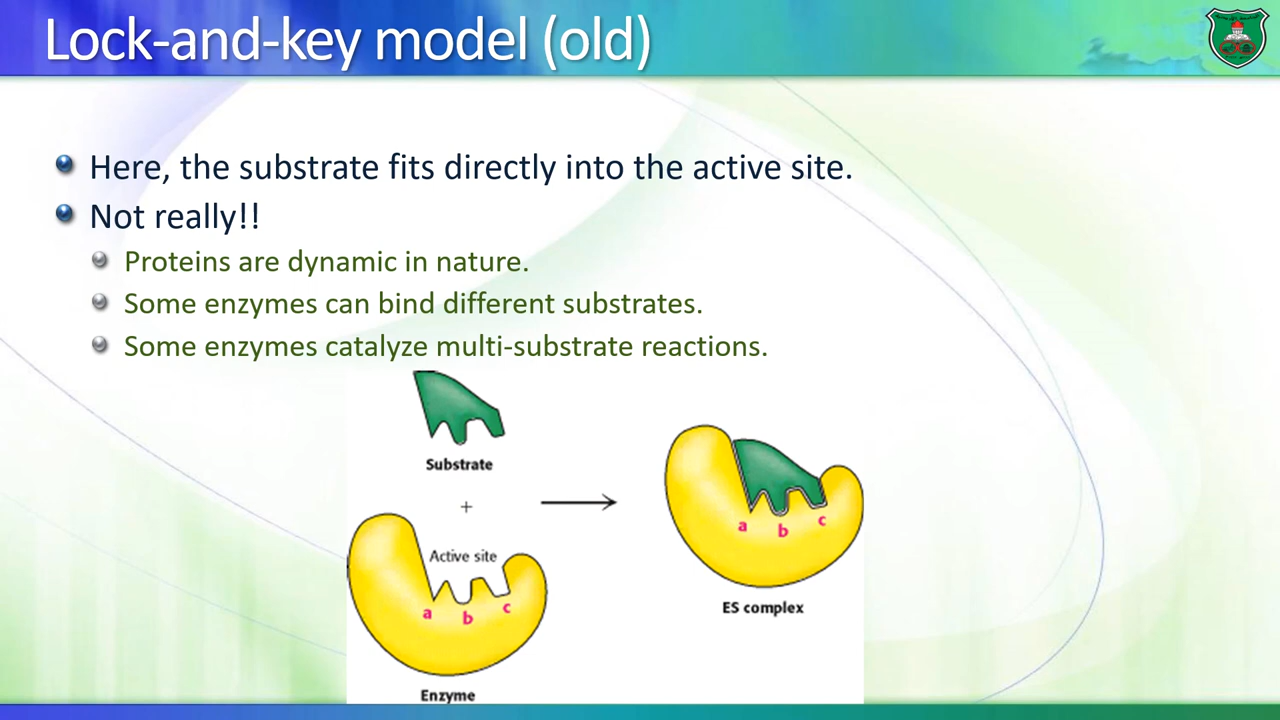 Lock-and-key model (old)
Here, the substrate fits directly into the active site.
Not really!!
Proteins are dynamic in nature.
Some enzymes can bind different substrates.
Some enzymes catalyze multi-substrate reactions.
Substrate
+
Active site
a b c
Enzyme
a b c
ES complex